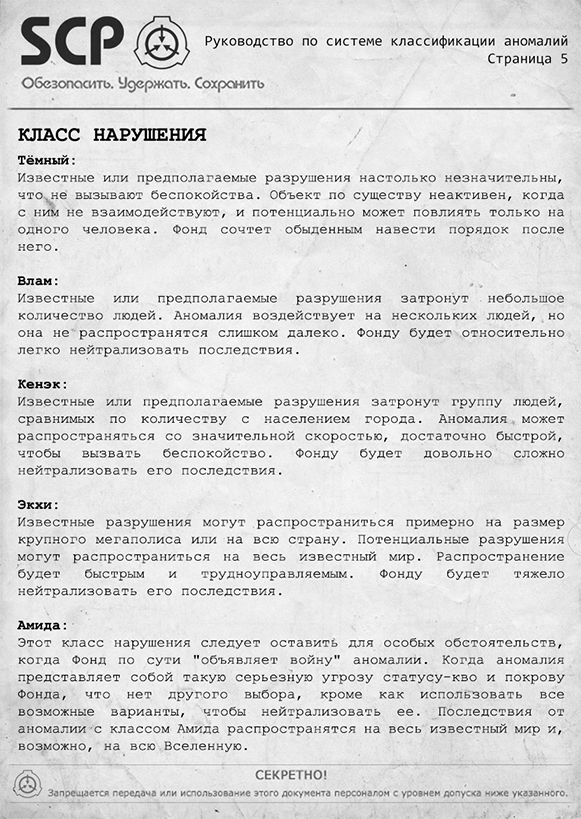 SCP
Руководство по системе классификации аномалий
Страница 5
Обезопасить. Удержать. Сохранить
КЛАСС НАРУШЕНИЯ
Тёмный:
Известные или предполагаемые разрушения настолько незначительны,
что не вызывают беспокойства. Объект по существу неактивен, когда
с ним не взаимодействуют, и потенциально может повлиять только на
одного человека. Фонд сочтет обыденным навести порядок после
него.
Влам:
Известные или предполагаемые разрушения затронут небольшое
количество людей. Аномалия воздействует на нескольких людей, но
она не распространятся слишком далеко. Фонду будет относительно
легко нейтрализовать последствия.
Кенэк:
Известные или предполагаемые разрушения затронут группу людей,
сравнимых по количеству с населением города. Аномалия может
распространяться со значительной скоростью, достаточно быстрой,
чтобы вызвать беспокойство. Фонду будет довольно сложно
нейтрализовать его последствия.
Экхи:
Известные разрушения могут распространиться примерно на размер
крупного мегаполиса или на всю страну. Потенциальные разрушения
могут распространиться на весь известный мир. Распространение
будет быстрым и трудноуправляемым. Фонду будет тяжело
нейтрализовать его последствия.
Амида:
Этот класс нарушения следует оставить для особых обстоятельств,
когда Фонд по сути "объявляет войну" аномалии. Когда аномалия
представляет собой такую серьезную угрозу статусу-кво и покрову
Фонда, что нет другого выбора, кроме как использовать все
возможные варианты, чтобы нейтрализовать ее. Последствия от
аномалии с классом Амида распространятся на весь известный мир и,
возможно, на всю Вселенную.
СЕКРЕТНО!
Запрещается передача или использование этого документа персоналом с уровнем допуска ниже указанного.